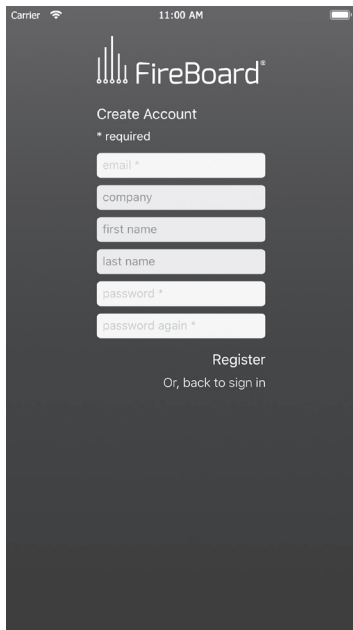 Carrier 11:00 AM
FireBoard®
Create Account
* required
email *
company
first name
last name
password *
password again *
Register
Or, back to sign in